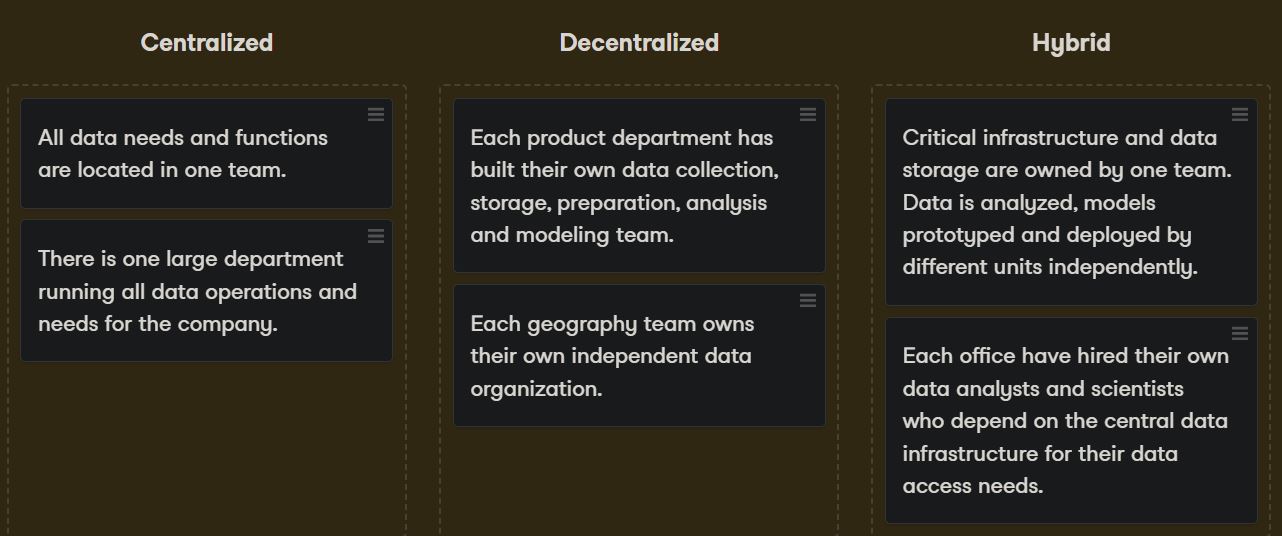 Centralized
All data needs and functions
are located in one team.
There is one large department
running all data operations and
needs for the company.
Decentralized
Each product department has
built their own data collection,
storage, preparation, analysis
and modeling team.
Each geography team owns
their own independent data
organization.
Hybrid
Critical infrastructure and data
storage are owned by one team.
Data is analyzed, models
prototyped and deployed by
different units independently.
Each office have hired their own
data analysts and scientists
who depend on the central data
infrastructure for their data
access needs.